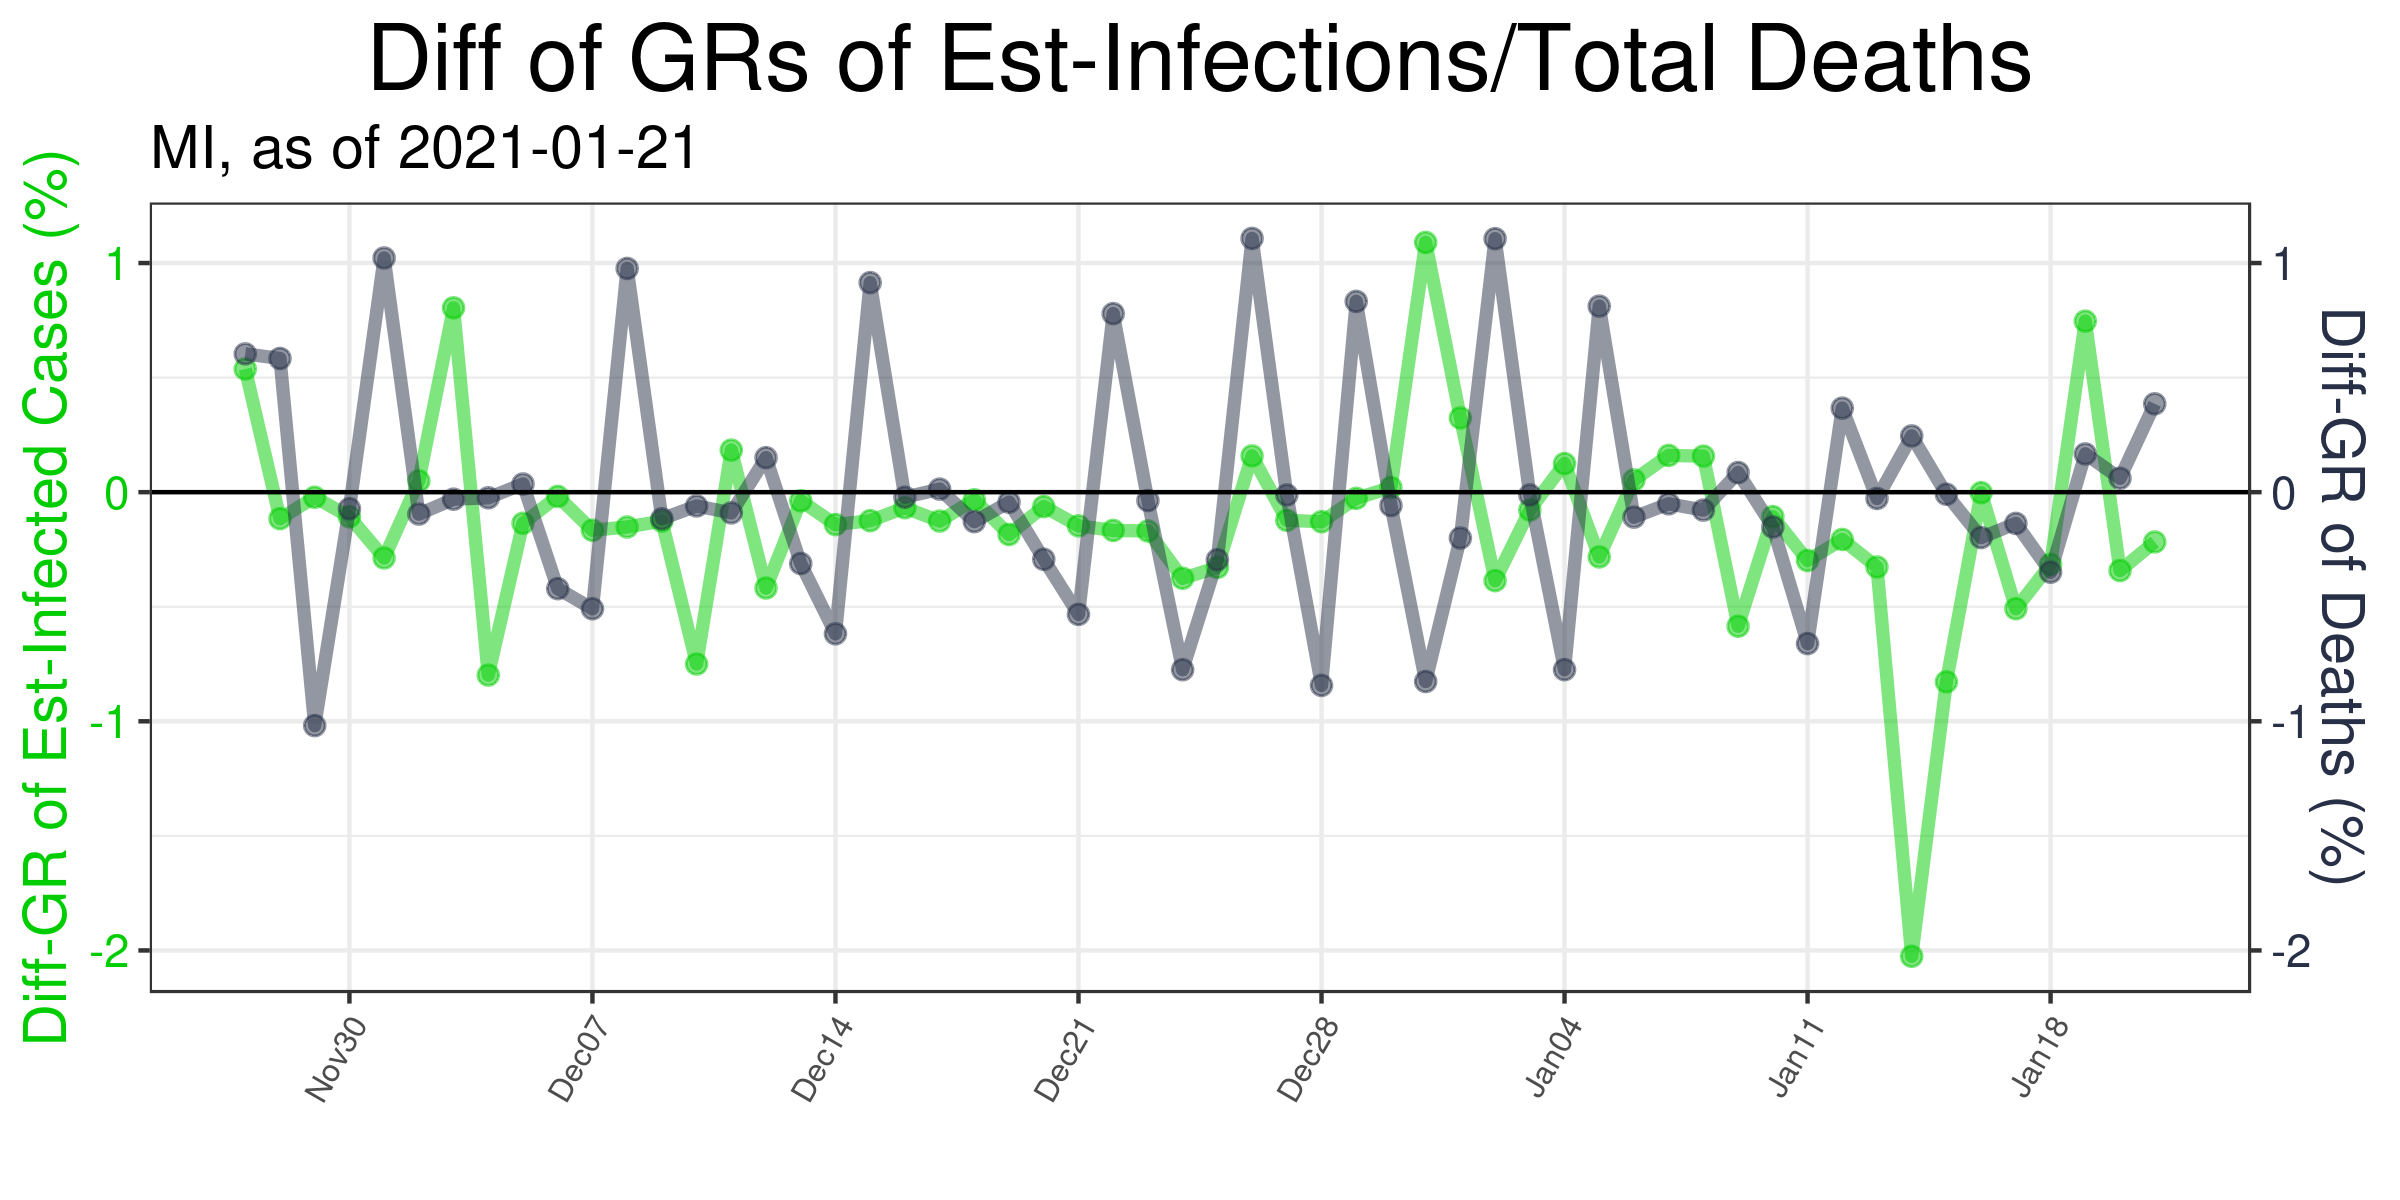 Diff of GRs of Est-Infections/Total Deaths
MI, as of 2021-01-21
Diff-GR of Est-Infected Cases (%)
1
0
-1
-2
1
0
-1
-2
Diff-GR of Deaths (%)
Nov30
Dec07
Dec14
Dec21
Dec28
Jan04
Jan11
Jan18